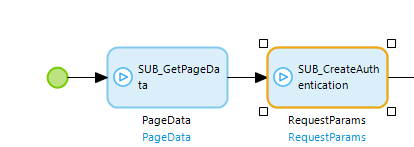 SUB_GetPageDa
ta
PageData
PageData
SUB_CreateAuth
entication
RequestParams
RequestParams